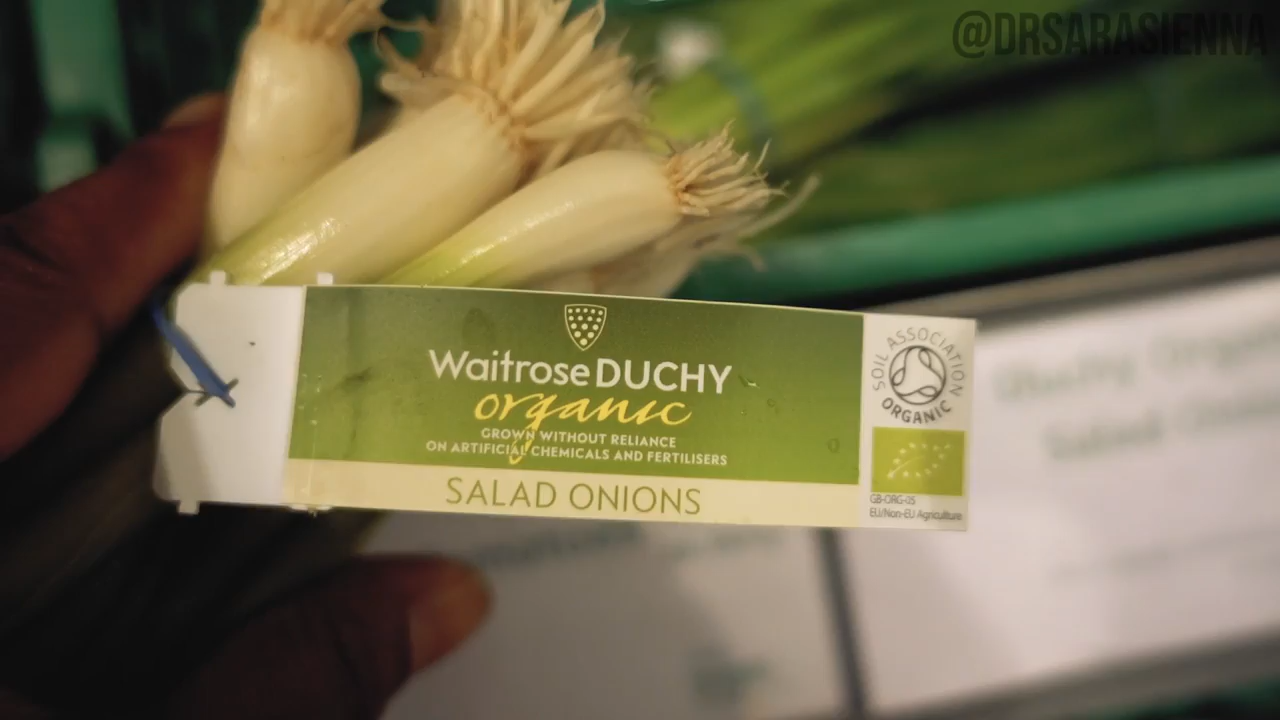 @DRSARASIENNA
Waitrose DUCHY
organic
GROWN WITHOUT RELIANCE
ON ARTIFICIAL CHEMICALS AND FERTILISERS
SALAD ONIONS
SOIL ASSOCIATION
ORGANIC
GB-ORG-05
EU/Non-EU Agriculture